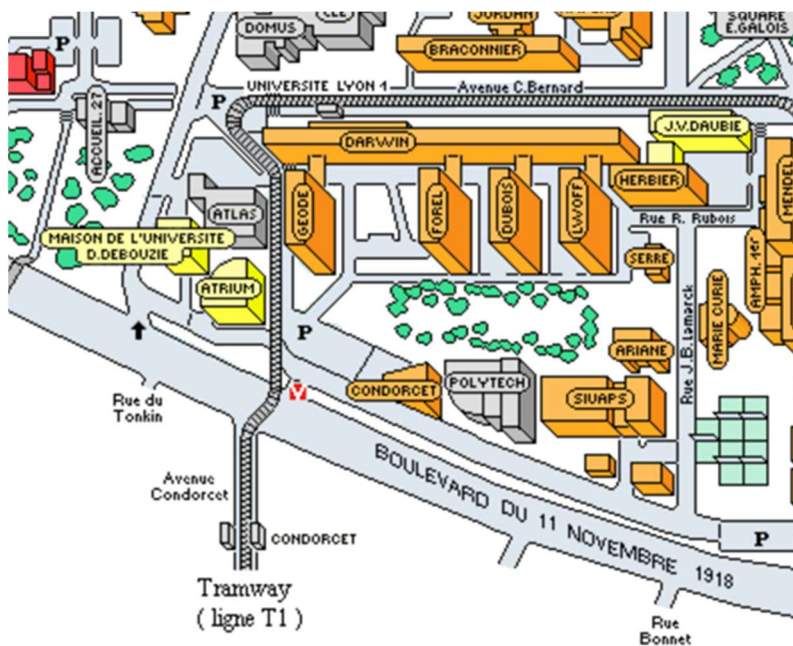 CLE
DOMUS
JORDAN
BRACONNIER
SQUARE
E.GALOIS
P
UNIVERSITE LYON 1
Avenue C.Bernard
P
ACCUEIL 27
DARWIN
J.V.DAUBIE
HERBIER
MENDEL
GEODE
FOREL
DUBOIS
LWOFF
ATLAS
Rue R. Rubois
MAISON DE L'UNIVERSITE
D.DEBOUZIE
SERRE
AMPH. 1er
ATRIUM
MARIE CURIE
Rue J.B.Lamarck
P
ARIANE
CONDORCET
POLYTECH
SIUAPS
Rue du
Tonkin
Y
Avenue
Condorcet
BOULEVARD DU 11 NOVEMBRE 1918
CONDORCET
P
Tramway
( ligne T1 )
Rue
Bonnet